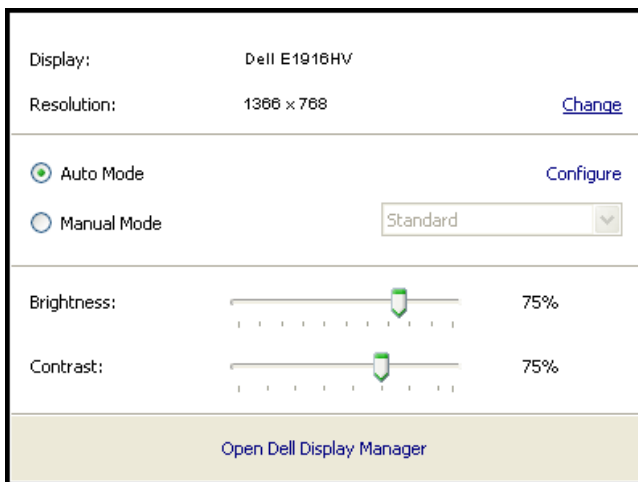 Display: Dell E1916HV
Resolution: 1366 x 768 Change
Auto Mode Configure
Manual Mode Standard
Brightness: 75%
Contrast: 75%
Open Dell Display Manager